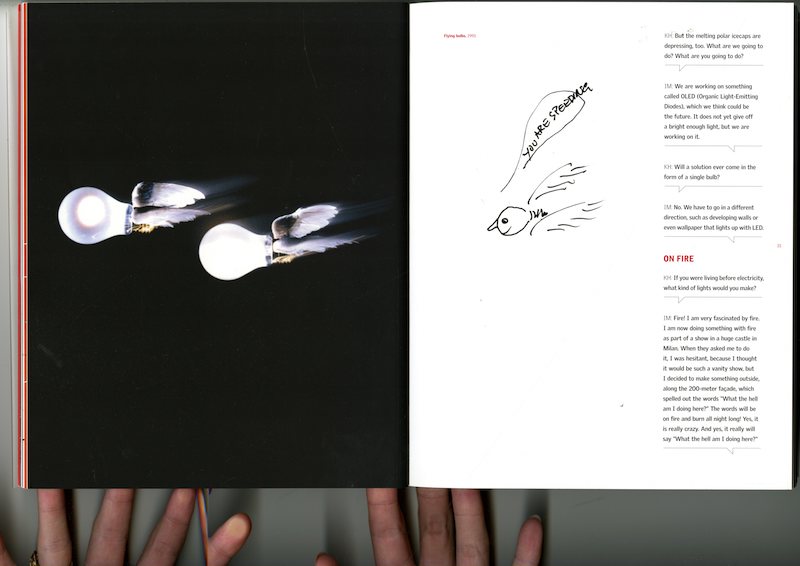 Flying bulbs, 1993
YOU ARE SPEEDING
KH: But the melting polar icecaps are
depressing, too. What are we going to
do? What are you going to do?
IM: We are working on something
called OLED (Organic Light-Emitting
Diodes), which we think could be
the future. It does not yet give off
a bright enough light, but we are
working on it.
KH: Will a solution ever come in the
form of a single bulb?
IM: No. We have to go in a different
direction, such as developing walls or
even wallpaper that lights up with LED.
ON FIRE
KH: If you were living before electricity,
what kind of lights would you make?
IM: Fire! I am very fascinated by fire.
I am now doing something with fire
as part of a show in a huge castle in
Milan. When they asked me to do
it, I was hesitant, because I thought
it would be such a vanity show, but
I decided to make something outside,
along the 200-meter façade, which
spelled out the words "What the hell
am I doing here?" The words will be
on fire and burn all night long! Yes, it
is really crazy. And yes, it really will
say "What the hell am I doing here?"